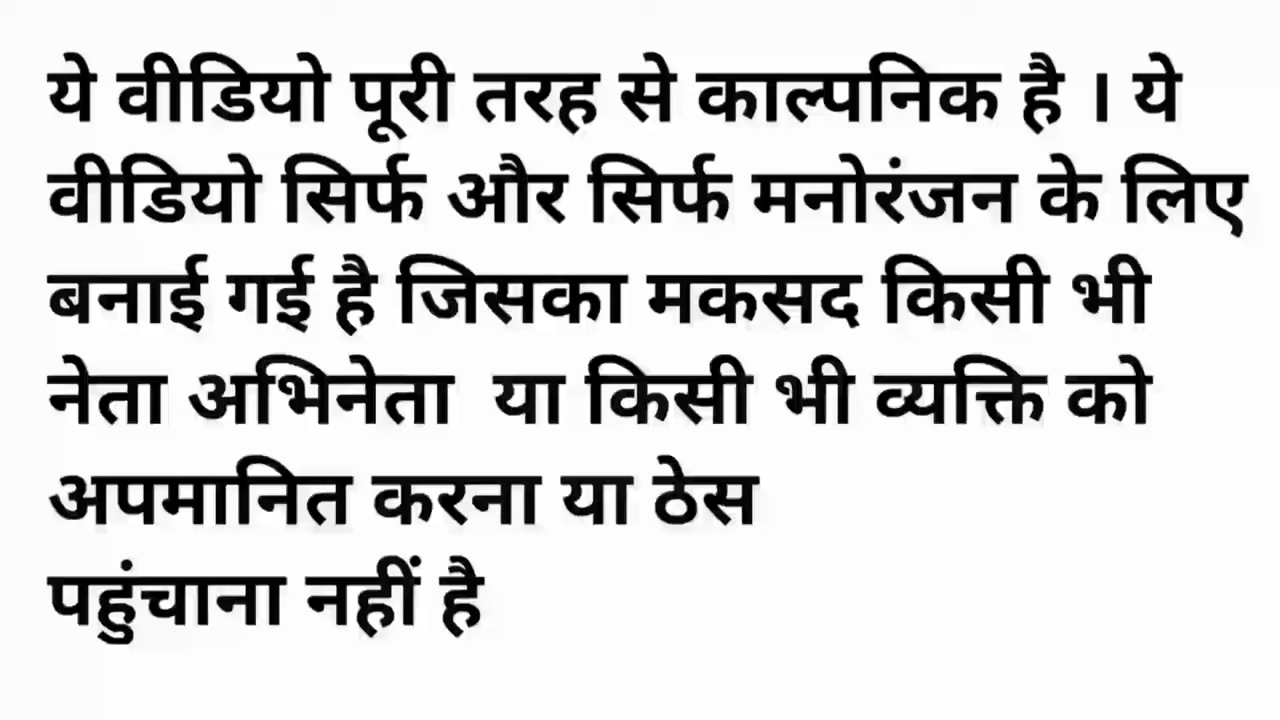 ये वीडियो पूरी तरह से काल्पनिक है । ये
वीडियो सिर्फ और सिर्फ मनोरंजन के लिए
बनाई गई है जिसका मकसद किसी भी
नेता अभिनेता या किसी भी व्यक्ति को
अपमानित करना या ठेस
पहुंचाना नहीं है